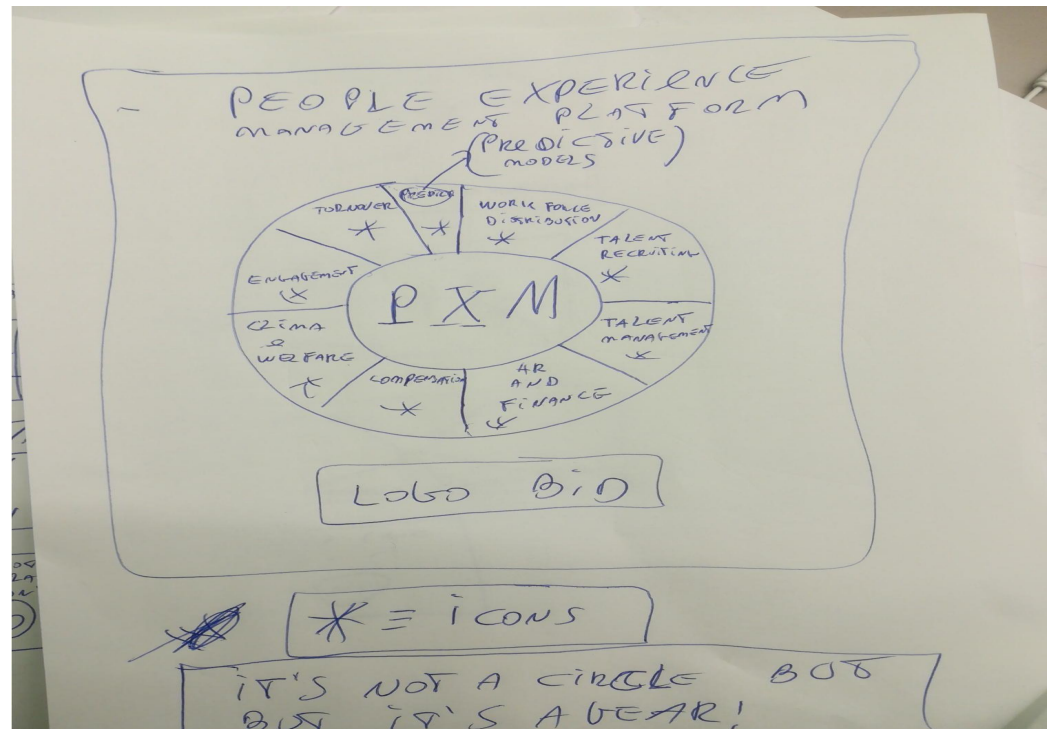 PEOPLE EXPERIENCE
MANAGEMENT PLATFORM
(PREDICTIVE)
MODELS
TURNOVER
*
*
WORK FORCE
DISTRIBUTION
*
TALENT
RECRUITING
*
TALENT
MANAGEMENT
*
HR
AND
FINANCE
*
COMPENSATION
*
CLIMA
&
WELFARE
*
ENGAGEMENT
*
PXM
LOGO BID
* = iCONS
iT'S NOT A CIRCLE BUT
BUT iT'S A GEAR!